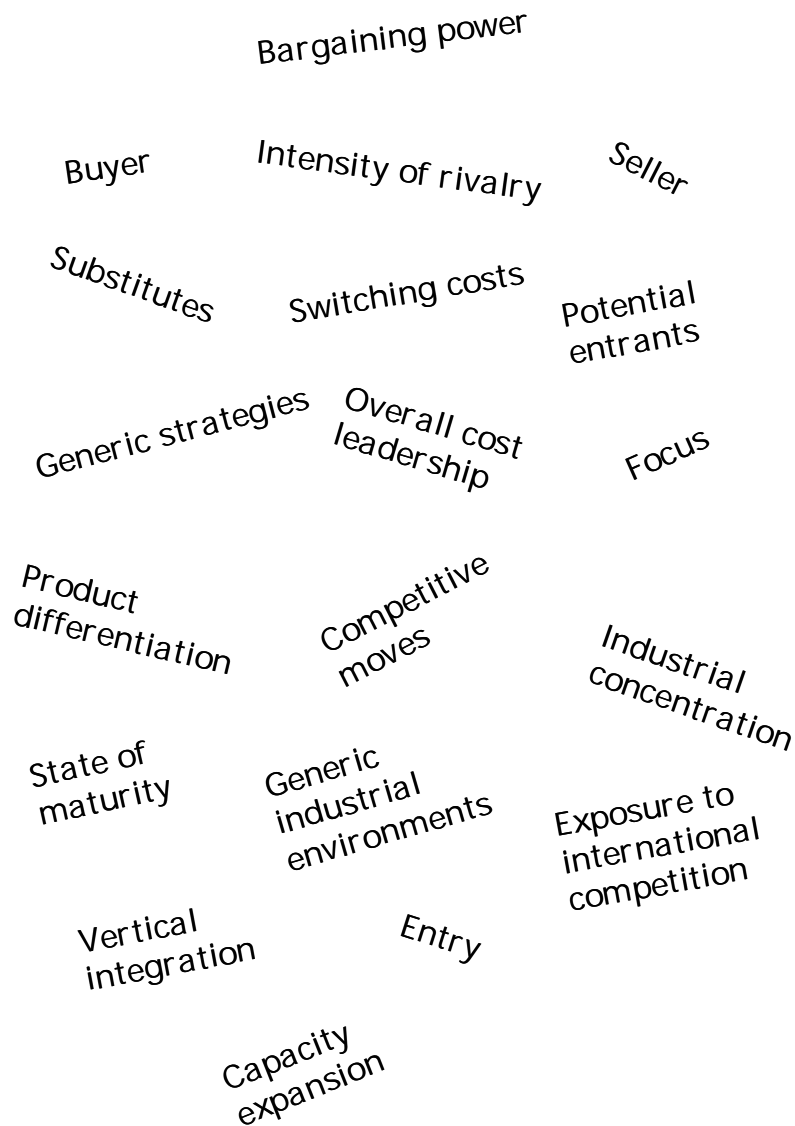 Bargaining power
Buyer
Intensity of rivalry
Seller
Substitutes
Switching costs
Potential
entrants
Generic strategies
Overall cost
leadership
Focus
Product
differentiation
Competitive
moves
Industrial
concentration
State of
maturity
Generic
industrial
environments
Exposure to
international
competition
Vertical
integration
Entry
Capacity
expansion